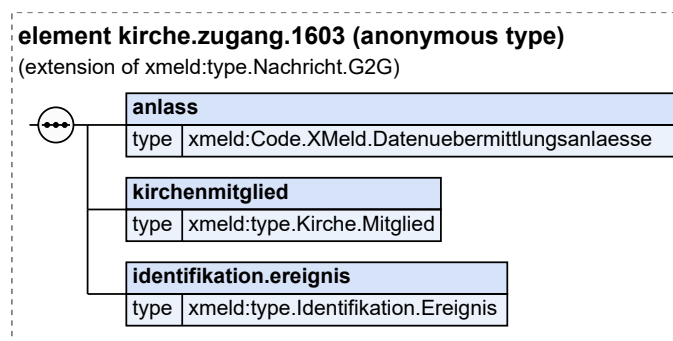 element kirche.zugang.1603 (anonymous type)
(extension of xmeld:type.Nachricht.G2G)
anlass
type xmeld:Code.XMeld.Datenuebermittlungsanlaesse
kirchenmitglied
type xmeld:type.Kirche.Mitglied
identifikation.ereignis
type xmeld:type.Identifikation.Ereignis